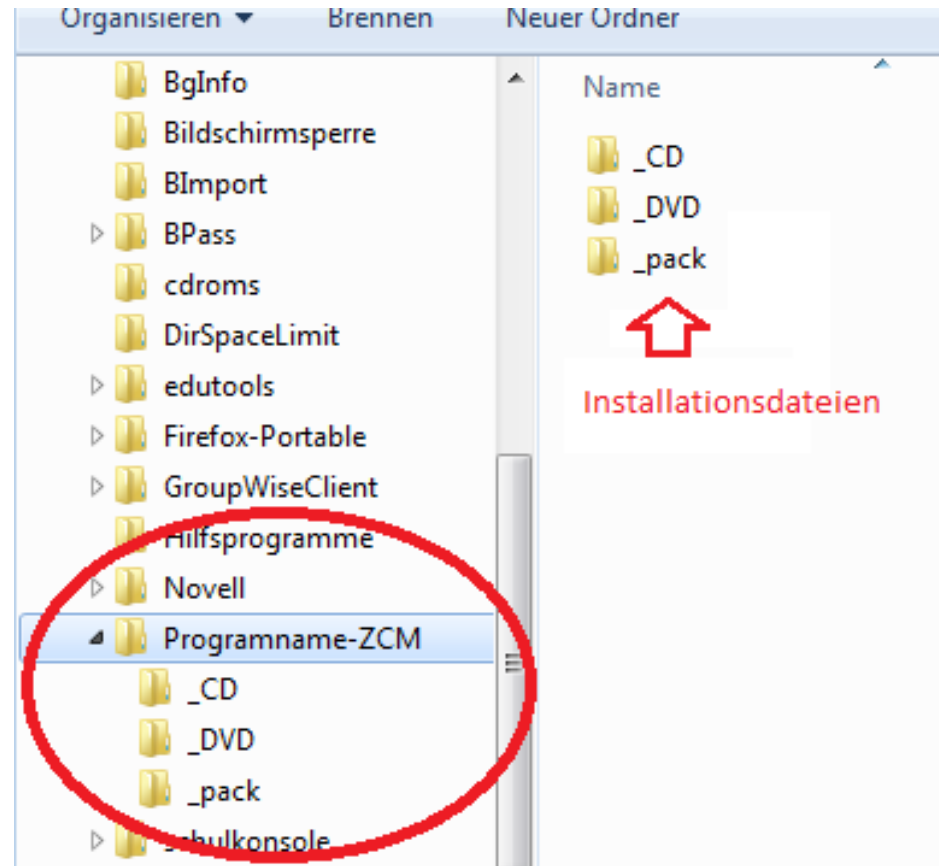 Organisieren Brennen Neuer Ordner
BgInfo
Bildschirmsperre
BImport
BPass
cdroms
DirSpaceLimit
edutools
Firefox-Portable
GroupWiseClient
Hilfsprogramme
Novell
Programname-ZCM
_CD
_DVD
_pack
schulkonsole
Name
_CD
_DVD
_pack
Installationsdateien